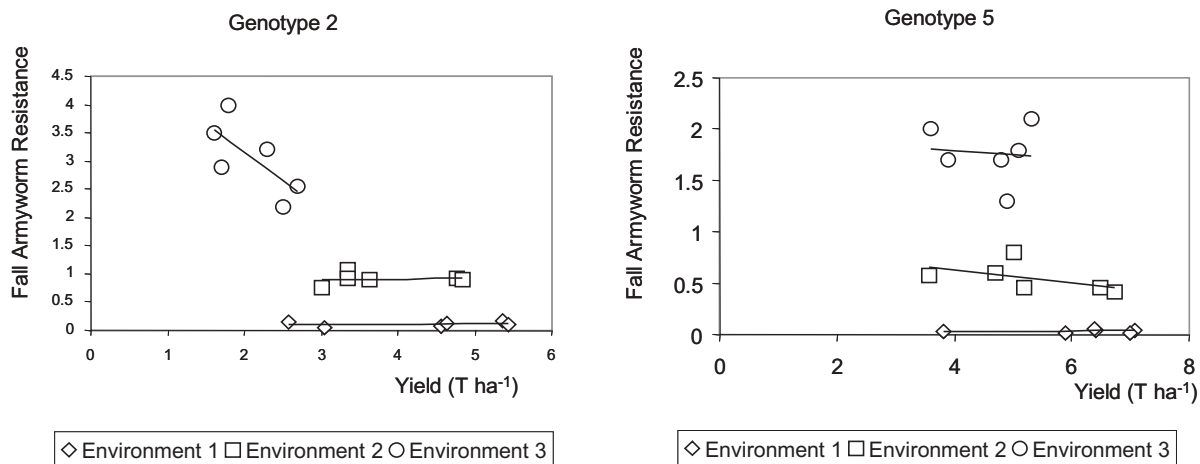 Genotype 2
Fall Armyworm Resistance
4.5
4
3.5
3
2.5
2
1.5
1
0.5
0
0 1 2 3 4 5 6
Yield (T ha-1)
◇ Environment 1 □ Environment 2 ○ Environment 3
Genotype 5
Fall Armyworm Resistance
2.5
2
1.5
1
0.5
0
0 2 4 6 8
Yield (T ha-1)
◇ Environment 1 □ Environment 2 ○ Environment 3